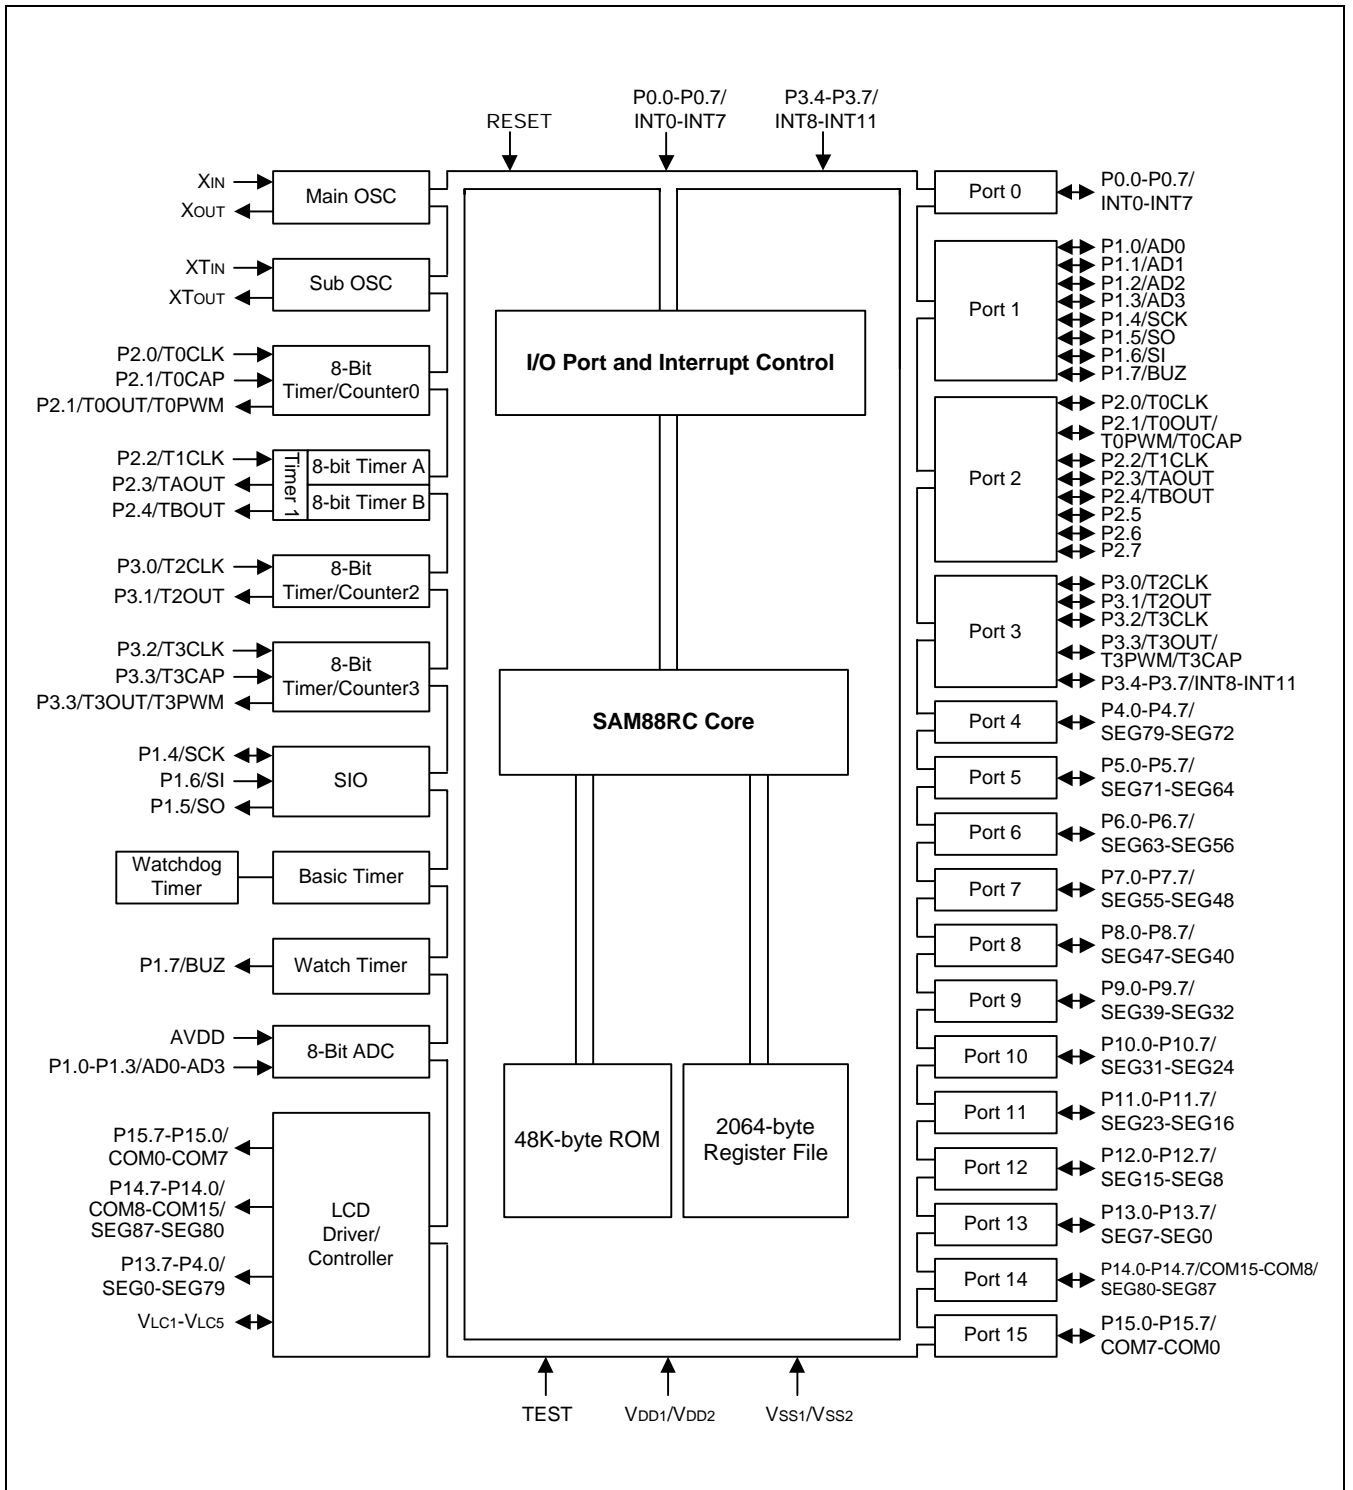 RESET
P0.0-P0.7/
INT0-INT7
P3.4-P3.7/
INT8-INT11
XIN
XOUT
Main OSC
XTIN
XTOUT
Sub OSC
P2.0/T0CLK
P2.1/T0CAP
P2.1/T0OUT/T0PWM
8-Bit
Timer/Counter0
P2.2/T1CLK
P2.3/TAOUT
P2.4/TBOUT
Timer 1
8-bit Timer A
8-bit Timer B
P3.0/T2CLK
P3.1/T2OUT
8-Bit
Timer/Counter2
P3.2/T3CLK
P3.3/T3CAP
P3.3/T3OUT/T3PWM
8-Bit
Timer/Counter3
P1.4/SCK
P1.6/SI
P1.5/SO
SIO
Watchdog
Timer
Basic Timer
P1.7/BUZ
Watch Timer
AVDD
P1.0-P1.3/AD0-AD3
8-Bit ADC
P15.7-P15.0/
COM0-COM7
P14.7-P14.0/
COM8-COM15/
SEG87-SEG80
P13.7-P4.0/
SEG0-SEG79
VLC1-VLC5
LCD
Driver/
Controller
I/O Port and Interrupt Control
SAM88RC Core
48K-byte ROM
2064-byte
Register File
TEST
VDD1/VDD2
VSS1/VSS2
Port 0
P0.0-P0.7/
INT0-INT7
Port 1
P1.0/AD0
P1.1/AD1
P1.2/AD2
P1.3/AD3
P1.4/SCK
P1.5/SO
P1.6/SI
P1.7/BUZ
Port 2
P2.0/T0CLK
P2.1/T0OUT/
T0PWM/T0CAP
P2.2/T1CLK
P2.3/TAOUT
P2.4/TBOUT
P2.5
P2.6
P2.7
Port 3
P3.0/T2CLK
P3.1/T2OUT
P3.2/T3CLK
P3.3/T3OUT/
T3PWM/T3CAP
P3.4-P3.7/INT8-INT11
Port 4
P4.0-P4.7/
SEG79-SEG72
Port 5
P5.0-P5.7/
SEG71-SEG64
Port 6
P6.0-P6.7/
SEG63-SEG56
Port 7
P7.0-P7.7/
SEG55-SEG48
Port 8
P8.0-P8.7/
SEG47-SEG40
Port 9
P9.0-P9.7/
SEG39-SEG32
Port 10
P10.0-P10.7/
SEG31-SEG24
Port 11
P11.0-P11.7/
SEG23-SEG16
Port 12
P12.0-P12.7/
SEG15-SEG8
Port 13
P13.0-P13.7/
SEG7-SEG0
Port 14
P14.0-P14.7/COM15-COM8/
SEG80-SEG87
Port 15
P15.0-P15.7/
COM7-COM0